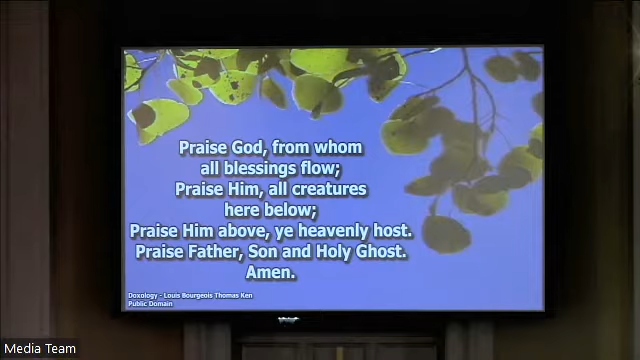 Praise God, from whom
all blessings flow;
Praise Him, all creatures
here below;
Praise Him above, ye heavenly host.
Praise Father, Son and Holy Ghost.
Amen.
Doxology - Louis Bourgeois Thomas Ken
Public Domain
Media Team